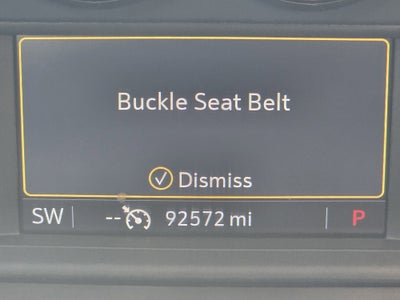 Buckle Seat Belt
Dismiss
SW -- 92572 mi P